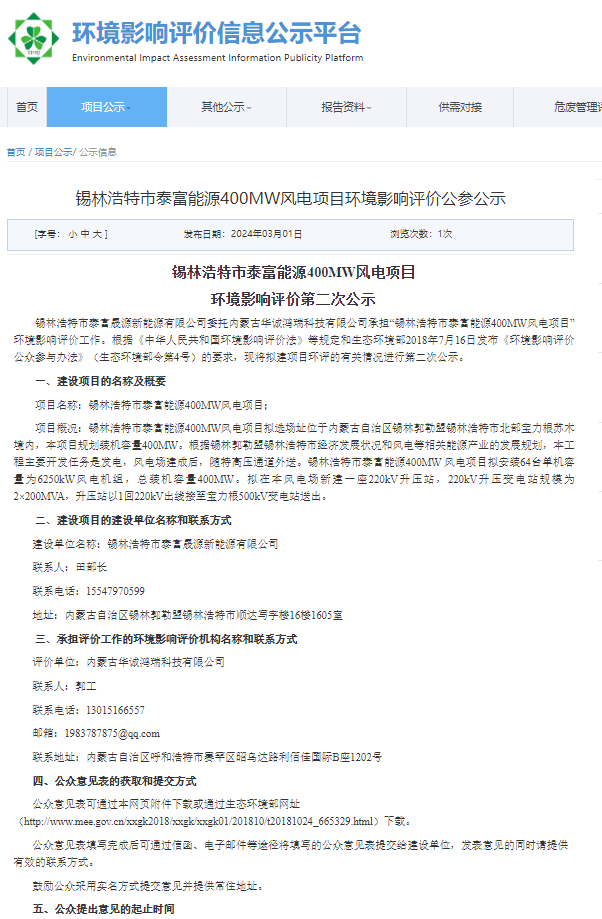 环境影响评价信息公示平台
Environmental Impact Assessment Information Publicity Platform
首页 项目公示 其他公示 报告资料 供需对接 危废管理
首页 / 项目公示/ 公示信息
锡林浩特市泰富能源400MW风电项目环境影响评价公参公示
[字号： 小 中 大 ] 发布日期： 2024年03月01日 浏览次数： 1次
锡林浩特市泰富能源400MW风电项目
环境影响评价第二次公示
锡林浩特市泰富晟源新能源有限公司委托内蒙古华诚鸿瑞科技有限公司承担“锡林浩特市泰富能源400MW风电项目”
环境影响评价工作。根据《中华人民共和国环境影响评价法》等规定和生态环境部2018年7月16日发布《环境影响评价
公众参与办法》（生态环境部令第4号）的要求，现将拟建项目环评的有关情况进行第二次公示。
一、建设项目的名称及概要
项目名称：锡林浩特市泰富能源400MW风电项目；
项目概况：锡林浩特市泰富能源400MW风电项目拟选场址位于内蒙古自治区锡林郭勒盟锡林浩特市北部宝力根苏木
境内，本项目规划装机容量400MW。根据锡林郭勒盟锡林浩特市经济发展状况和风电等相关能源产业的发展规划，本工
程主要开发任务是发电，风电场建成后，随特高压通道外送。锡林浩特市泰富能源400MW 风电项目拟安装64台单机容
量为6250kW风电机组，总装机容量400MW。拟在本风电场新建一座220kV升压站，220kV升压变电站规模为
2×200MVA，升压站以1回220kV出线接至宝力根500kV变电站送出。
二、建设项目的建设单位名称和联系方式
建设单位名称：锡林浩特市泰富晟源新能源有限公司
联系人：田部长
联系电话：15547970599
地址：内蒙古自治区锡林郭勒盟锡林浩特市顺达写字楼16楼1605室
三、承担评价工作的环境影响评价机构名称和联系方式
评价单位：内蒙古华诚鸿瑞科技有限公司
联系人：郭工
联系电话：13015166557
邮箱：1983787875@qq.com
联系地址：内蒙古自治区呼和浩特市赛罕区昭乌达路利佰佳国际B座1202号
四、公众意见表的获取和提交方式
公众意见表可通过本网页附件下载或通过生态环境部网址
（http://www.mee.gov.cn/xxgk2018/xxgk/xxgk01/201810/t20181024_665329.html）下载。
公众意见表填写完成后可通过信函、电子邮件等途径将填写的公众意见表提交给建设单位，发表意见的同时请提供
有效的联系方式。
鼓励公众采用实名方式提交意见并提供常住地址。
五、公众提出意见的起止时间